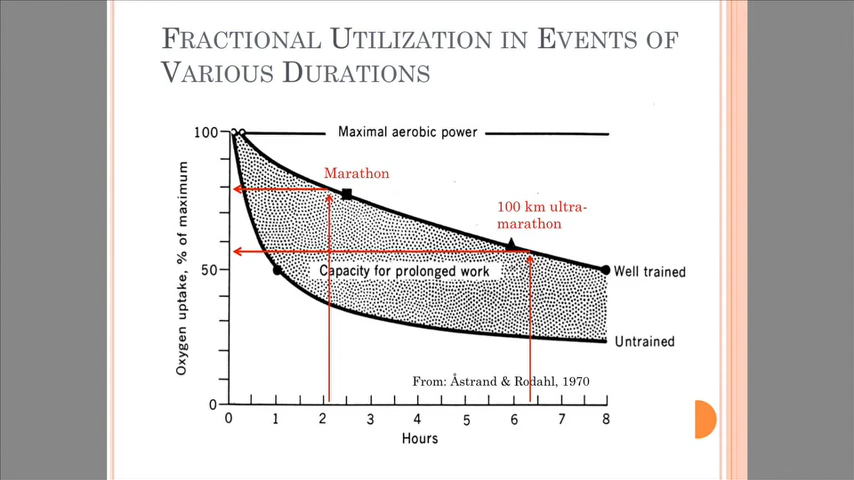 FRACTIONAL UTILIZATION IN EVENTS OF
VARIOUS DURATIONS
100
Maximal aerobic power
Marathon
100 km ultra-
marathon
Oxygen uptake, % of maximum
50
Capacity for prolonged work
Well trained
Untrained
From: Åstrand & Rodahl, 1970
0
0 1 2 3 4 5 6 7 8
Hours